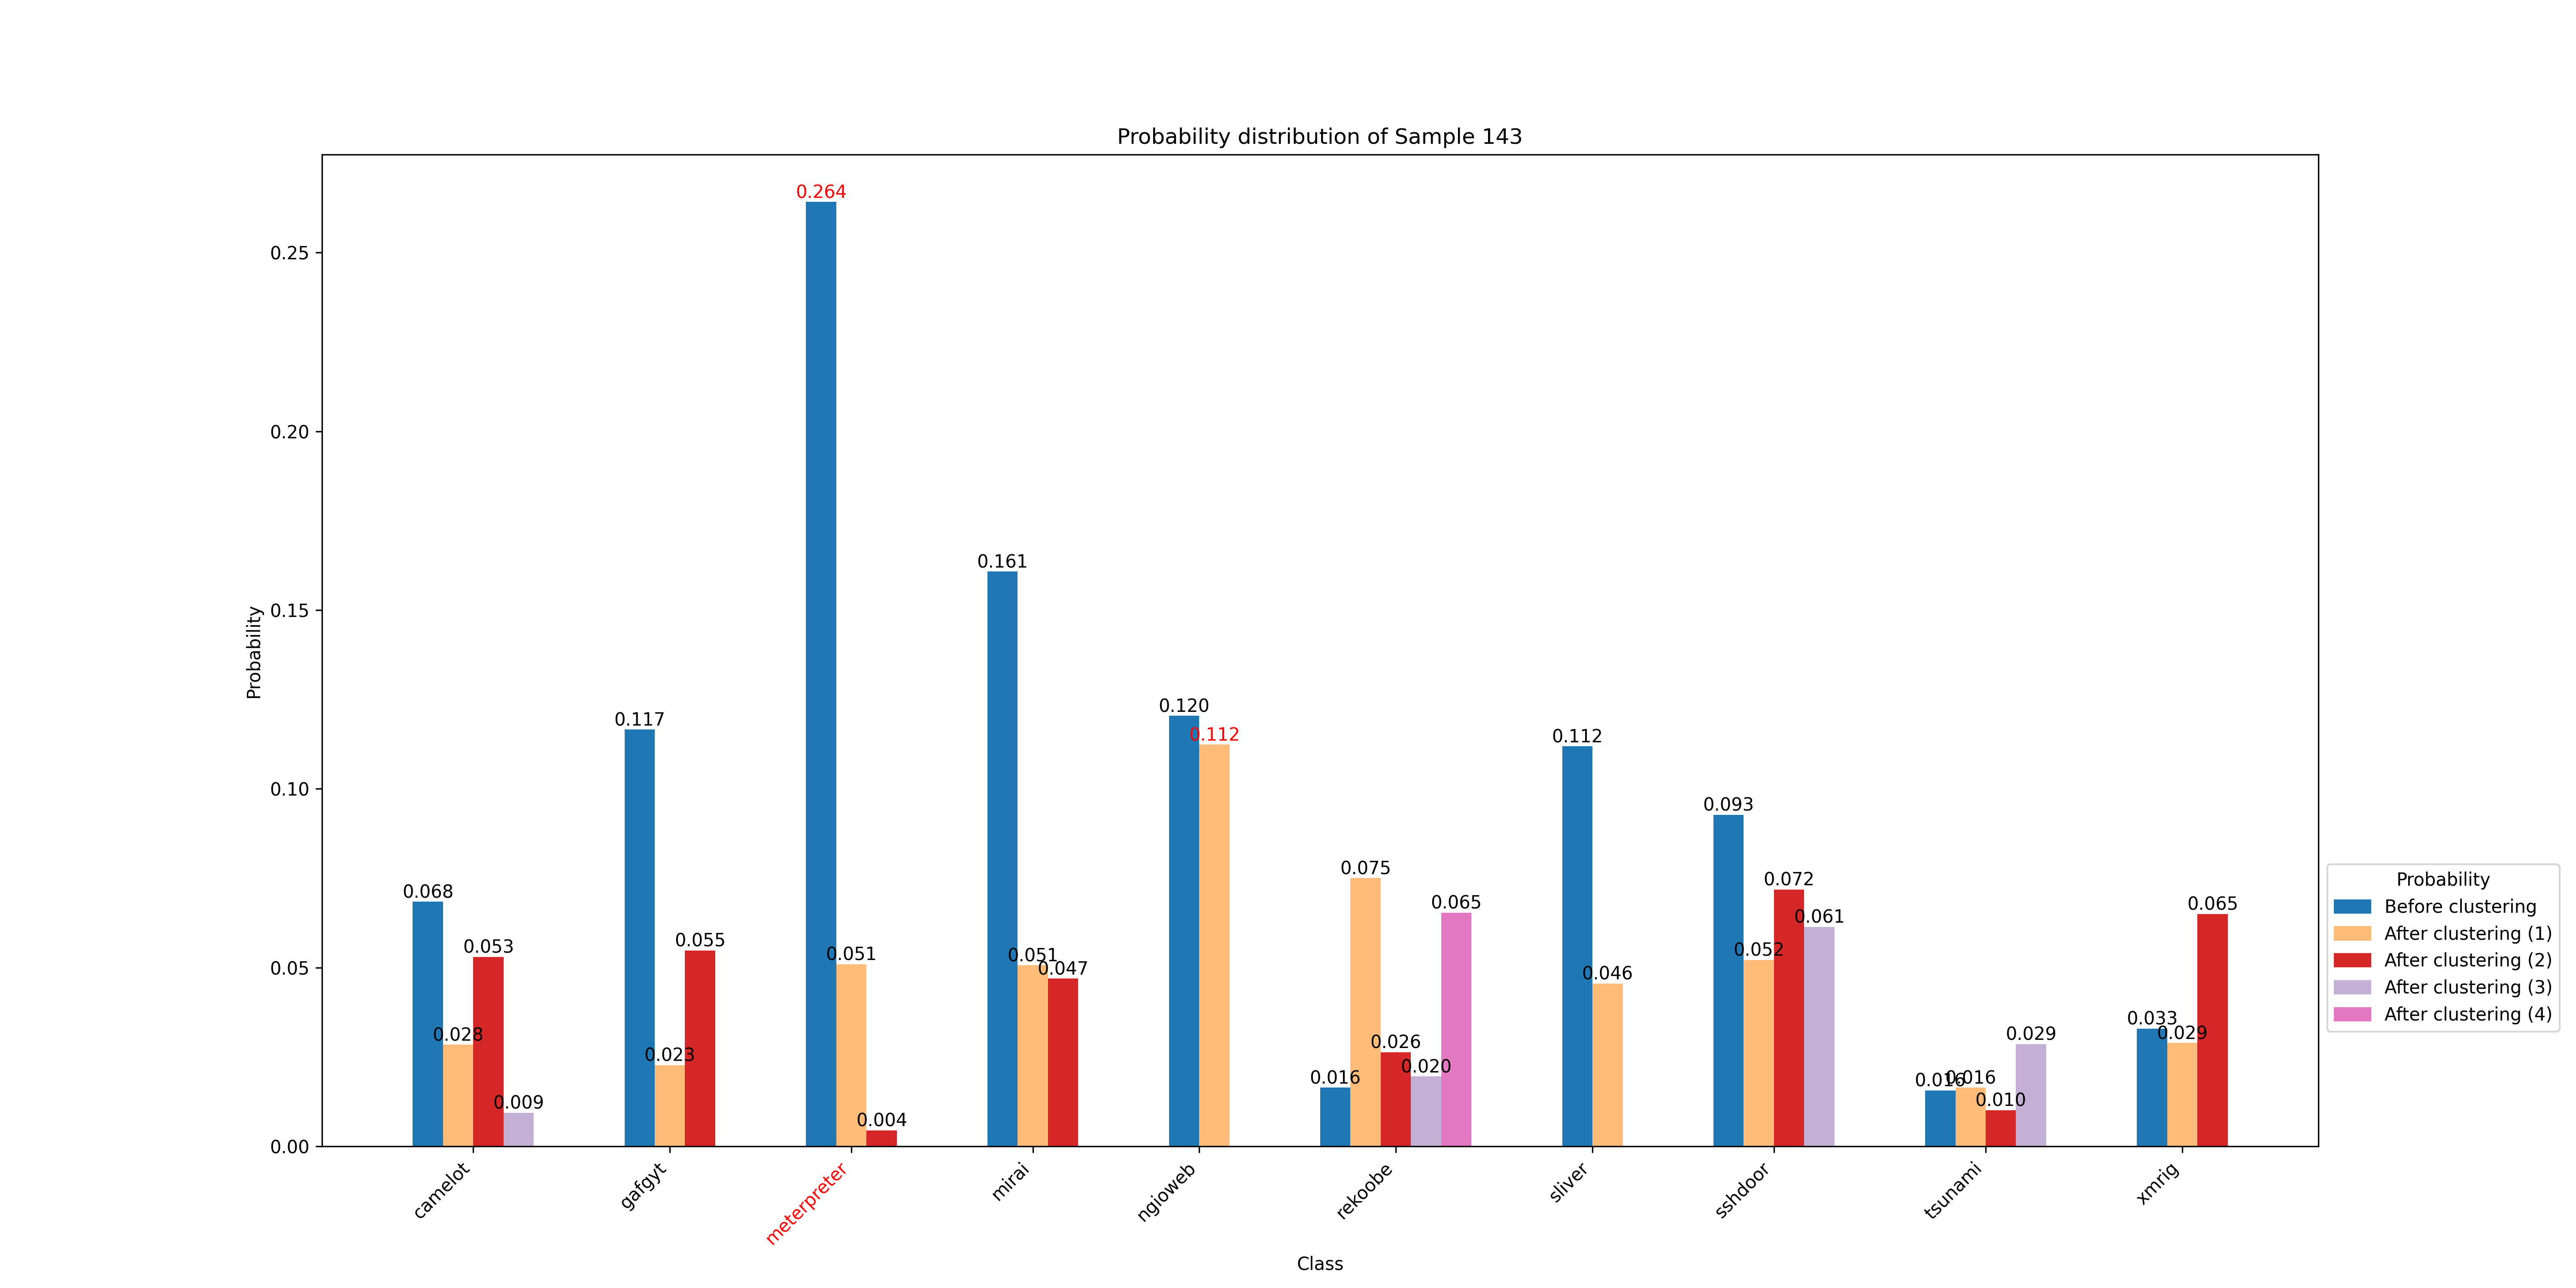 Probability distribution of Sample 143
Probability
0.25
0.20
0.15
0.10
0.05
0.00
0.068
0.028
0.053
0.009
0.117
0.023
0.055
0.264
0.051
0.004
0.161
0.051
0.047
0.120
0.112
0.016
0.075
0.026
0.020
0.065
0.112
0.046
0.093
0.052
0.072
0.061
0.016
0.016
0.010
0.029
0.033
0.029
0.065
camelot
gafgyt
meterpreter
mirai
ngioweb
rekoobe
sliver
sshdoor
tsunami
xmrig
Class
Probability
Before clustering
After clustering (1)
After clustering (2)
After clustering (3)
After clustering (4)